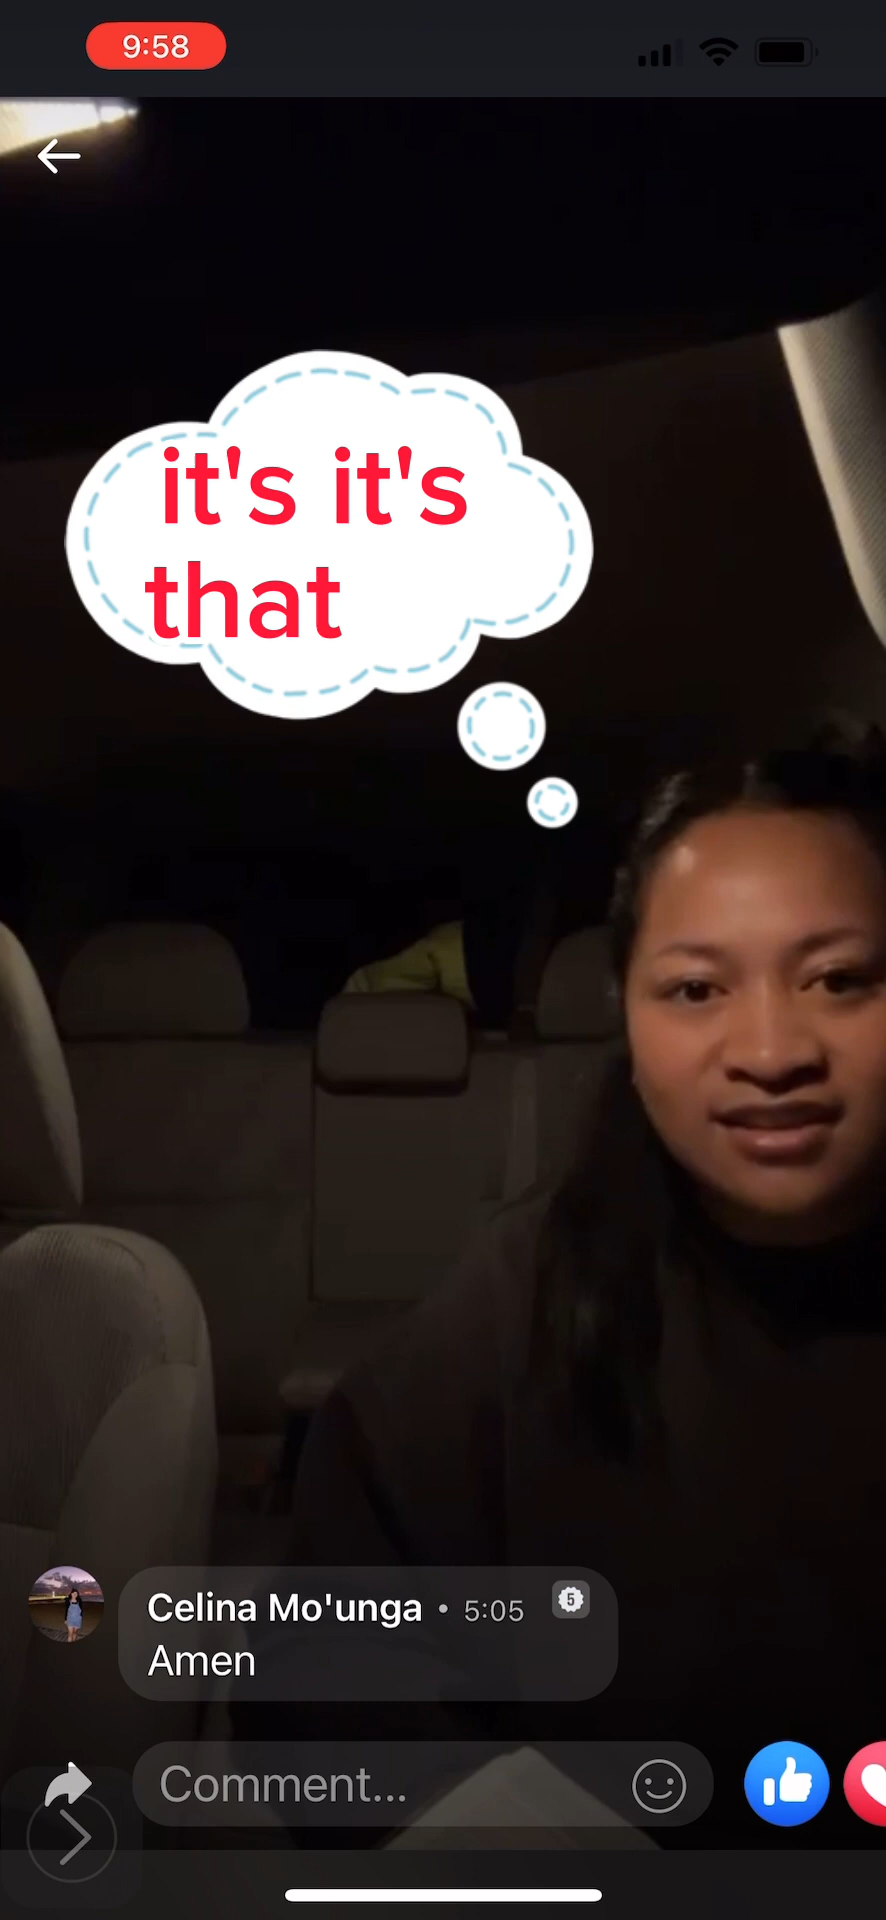 9:58
it's it's
that
Celina Mo'unga • 5:05
5
Amen
Comment...